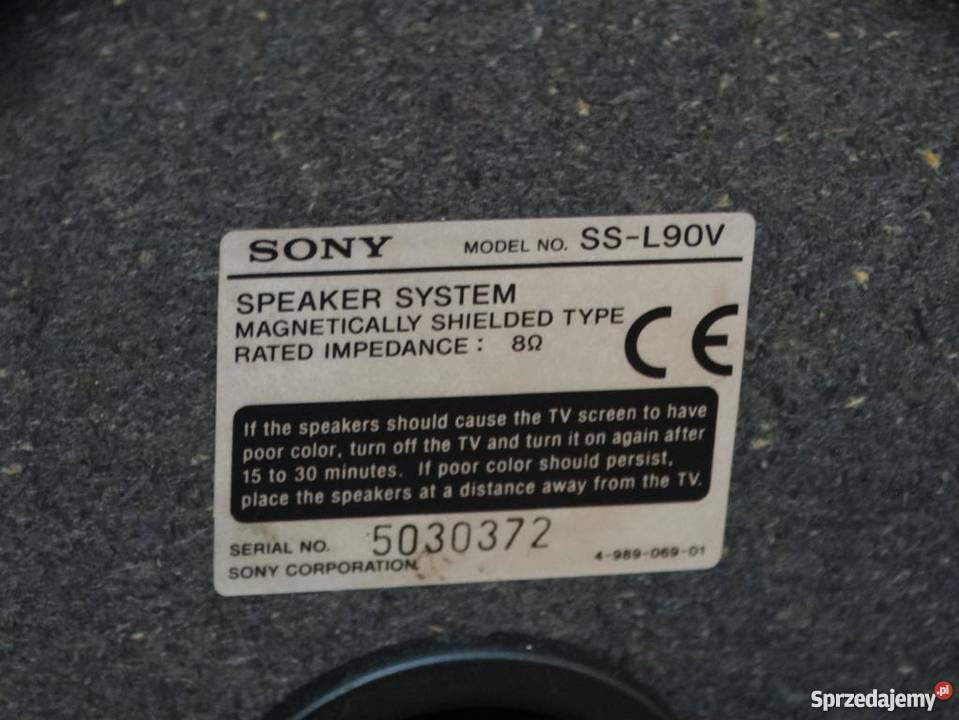 SONY MODEL NO. SS-L90V
SPEAKER SYSTEM
MAGNETICALLY SHIELDED TYPE
RATED IMPEDANCE : 8Ω
CE
If the speakers should cause the TV screen to have
poor color, turn off the TV and turn it on again after
15 to 30 minutes. If poor color should persist,
place the speakers at a distance away from the TV.
SERIAL NO. 5030372
SONY CORPORATION 4-989-069-01
Sprzedajemy.pl